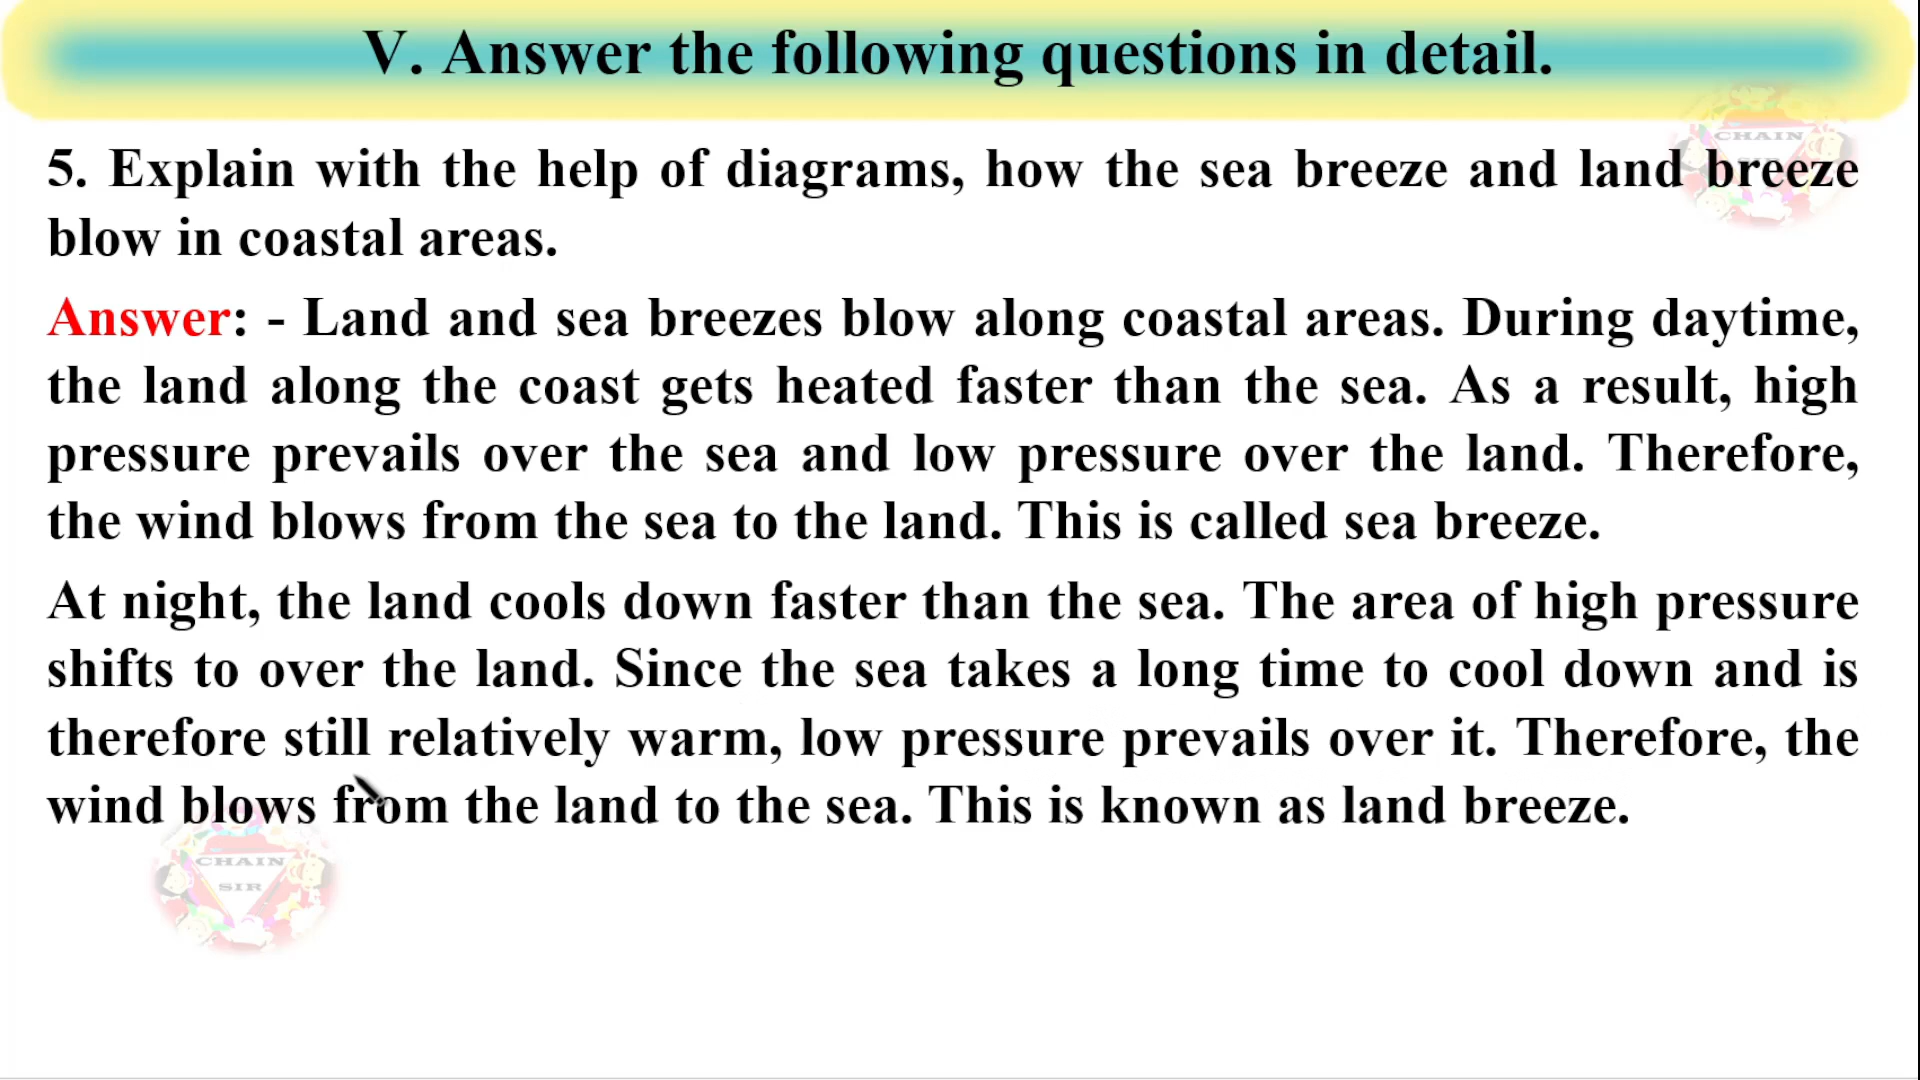 V. Answer the following questions in detail.
CHAIN
SIR
5. Explain with the help of diagrams, how the sea breeze and land breeze
blow in coastal areas.
Answer: - Land and sea breezes blow along coastal areas. During daytime,
the land along the coast gets heated faster than the sea. As a result, high
pressure prevails over the sea and low pressure over the land. Therefore,
the wind blows from the sea to the land. This is called sea breeze.
At night, the land cools down faster than the sea. The area of high pressure
shifts to over the land. Since the sea takes a long time to cool down and is
therefore still relatively warm, low pressure prevails over it. Therefore, the
wind blows from the land to the sea. This is known as land breeze.
CHAIN
SIR